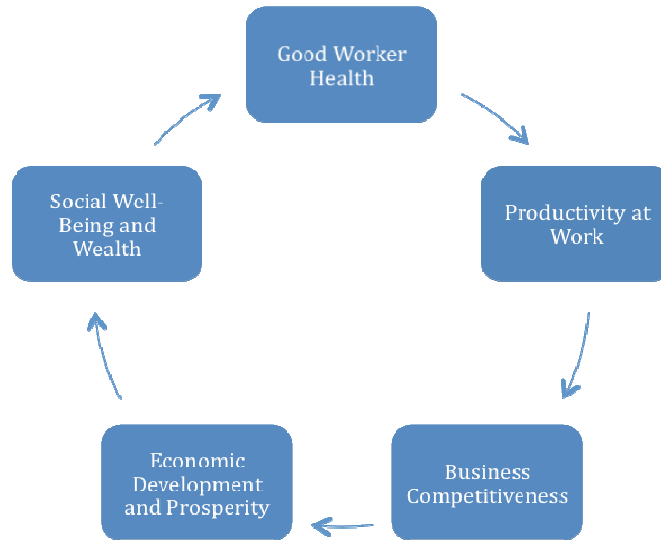 Good Worker
Health
Productivity at
Work
Business
Competitiveness
Economic
Development
and Prosperity
Social Well-
Being and
Wealth